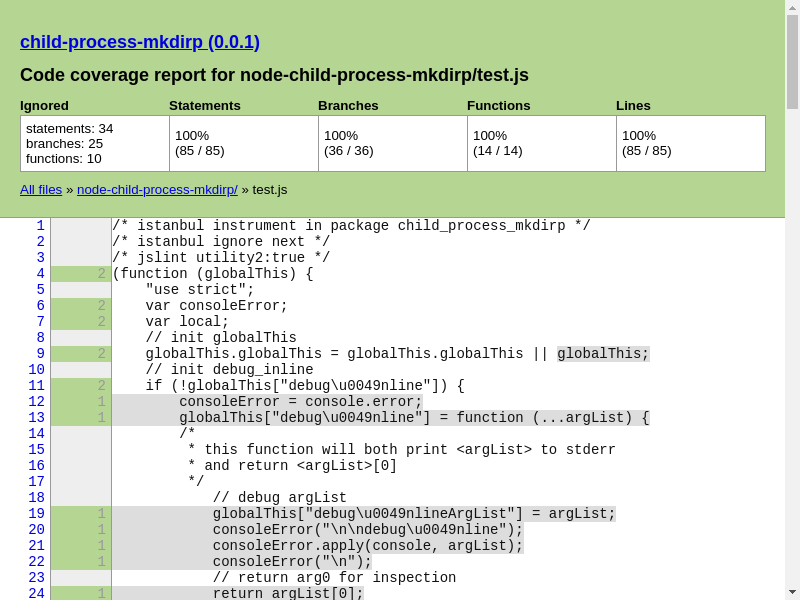 child-process-mkdirp (0.0.1)
Code coverage report for node-child-process-mkdirp/test.js
Ignored Statements Branches Functions Lines
statements: 34
branches: 25
functions: 10
100%
(85 / 85)
100%
(36 / 36)
100%
(14 / 14)
100%
(85 / 85)
All files » node-child-process-mkdirp/ » test.js
1 /* istanbul instrument in package child_process_mkdirp */
2 /* istanbul ignore next */
3 /* jslint utility2:true */
4 2 (function (globalThis) {
5 "use strict";
6 2 var consoleError;
7 2 var local;
8 // init globalThis
9 2 globalThis.globalThis = globalThis.globalThis || globalThis;
10 // init debug_inline
11 2 if (!globalThis["debug\u0049nline"]) {
12 1 consoleError = console.error;
13 1 globalThis["debug\u0049nline"] = function (...argList) {
14 /*
15 * this function will both print <argList> to stderr
16 * and return <argList>[0]
17 */
18 // debug argList
19 1 globalThis["debug\u0049nlineArgList"] = argList;
20 1 consoleError("\n\ndebug\u0049nline");
21 1 consoleError.apply(console, argList);
22 1 consoleError("\n");
23 // return arg0 for inspection
24 1 return argList[0];